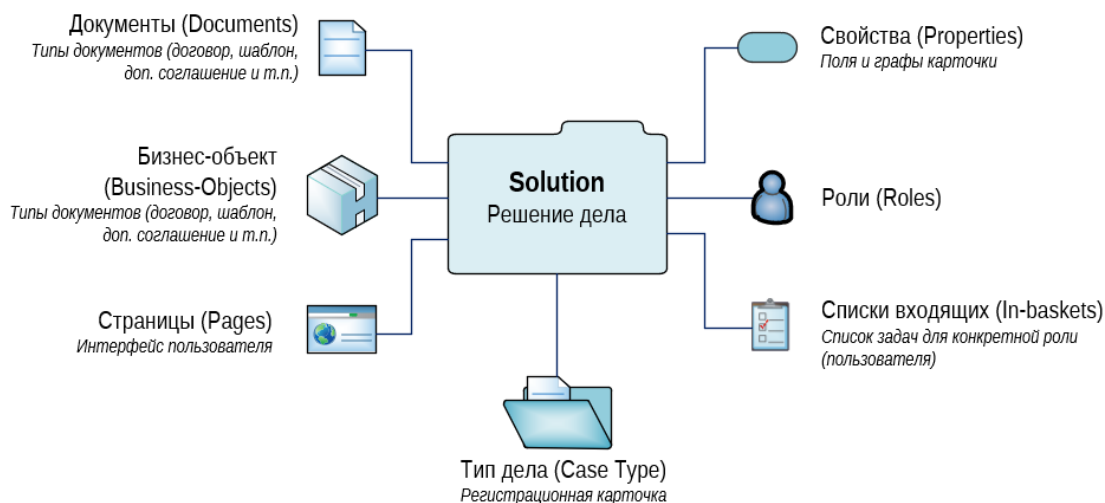 Документы (Documents)
Типы документов (договор, шаблон,
доп. соглашение и т.п.)
Бизнес-объект
(Business-Objects)
Типы документов (договор, шаблон,
доп. соглашение и т.п.)
Страницы (Pages)
Интерфейс пользователя
Solution
Решение дела
Свойства (Properties)
Поля и графы карточки
Роли (Roles)
Списки входящих (In-baskets)
Список задач для конкретной роли
(пользователя)
Тип дела (Case Type)
Регистрационная карточка